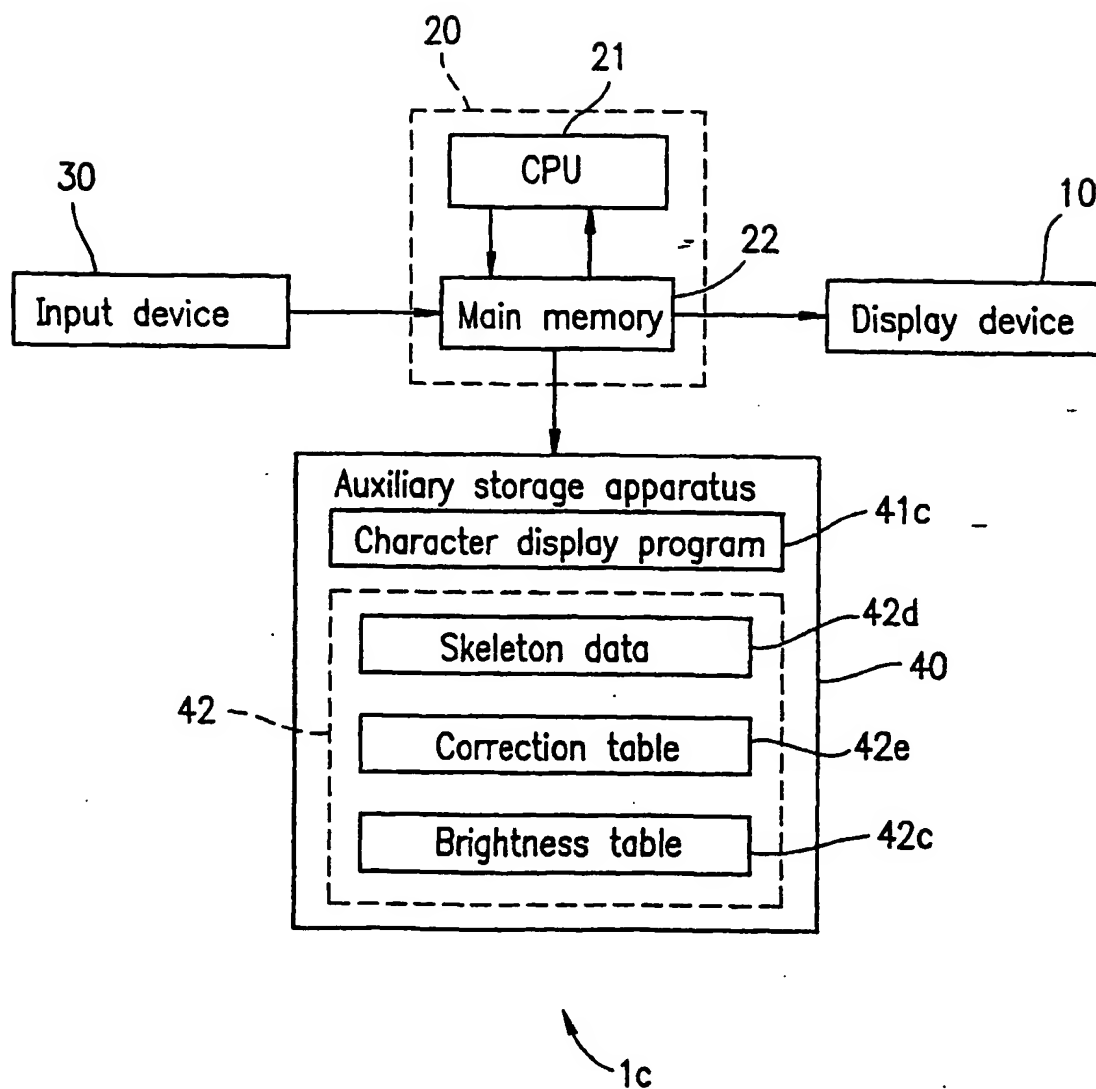 20
21
CPU
30
10
22
Input device
Main memory
Display device
Auxiliary storage apparatus
41c
Character display program
42d
Skeleton data
40
42
Correction table
42e
Brightness table
42c
1c